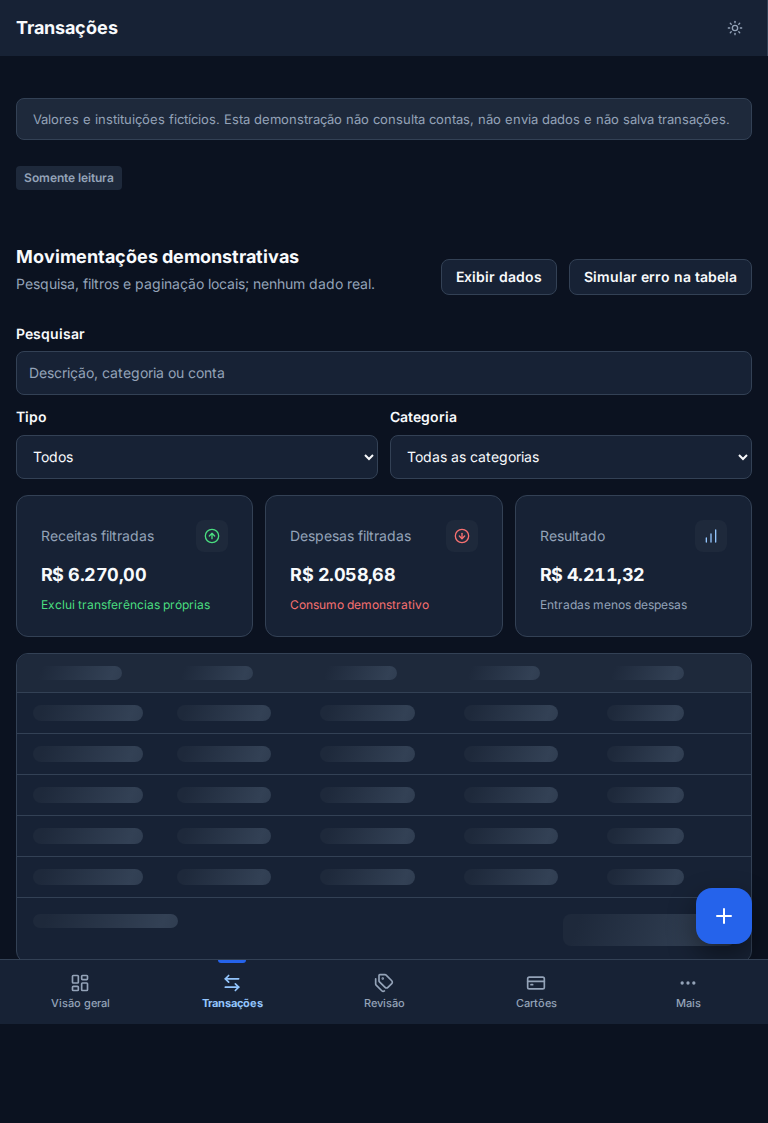 Transações
Valores e instituições fictícios. Esta demonstração não consulta contas, não envia dados e não salva transações.
Somente leitura
Movimentações demonstrativas
Pesquisa, filtros e paginação locais; nenhum dado real.
Exibir dados
Simular erro na tabela
Pesquisar
Descrição, categoria ou conta
Tipo
Categoria
Todos
Todas as categorias
Receitas filtradas
R$ 6.270,00
Exclui transferências próprias
Despesas filtradas
R$ 2.058,68
Consumo demonstrativo
Resultado
R$ 4.211,32
Entradas menos despesas
Visão geral
Transações
Revisão
Cartões
Mais